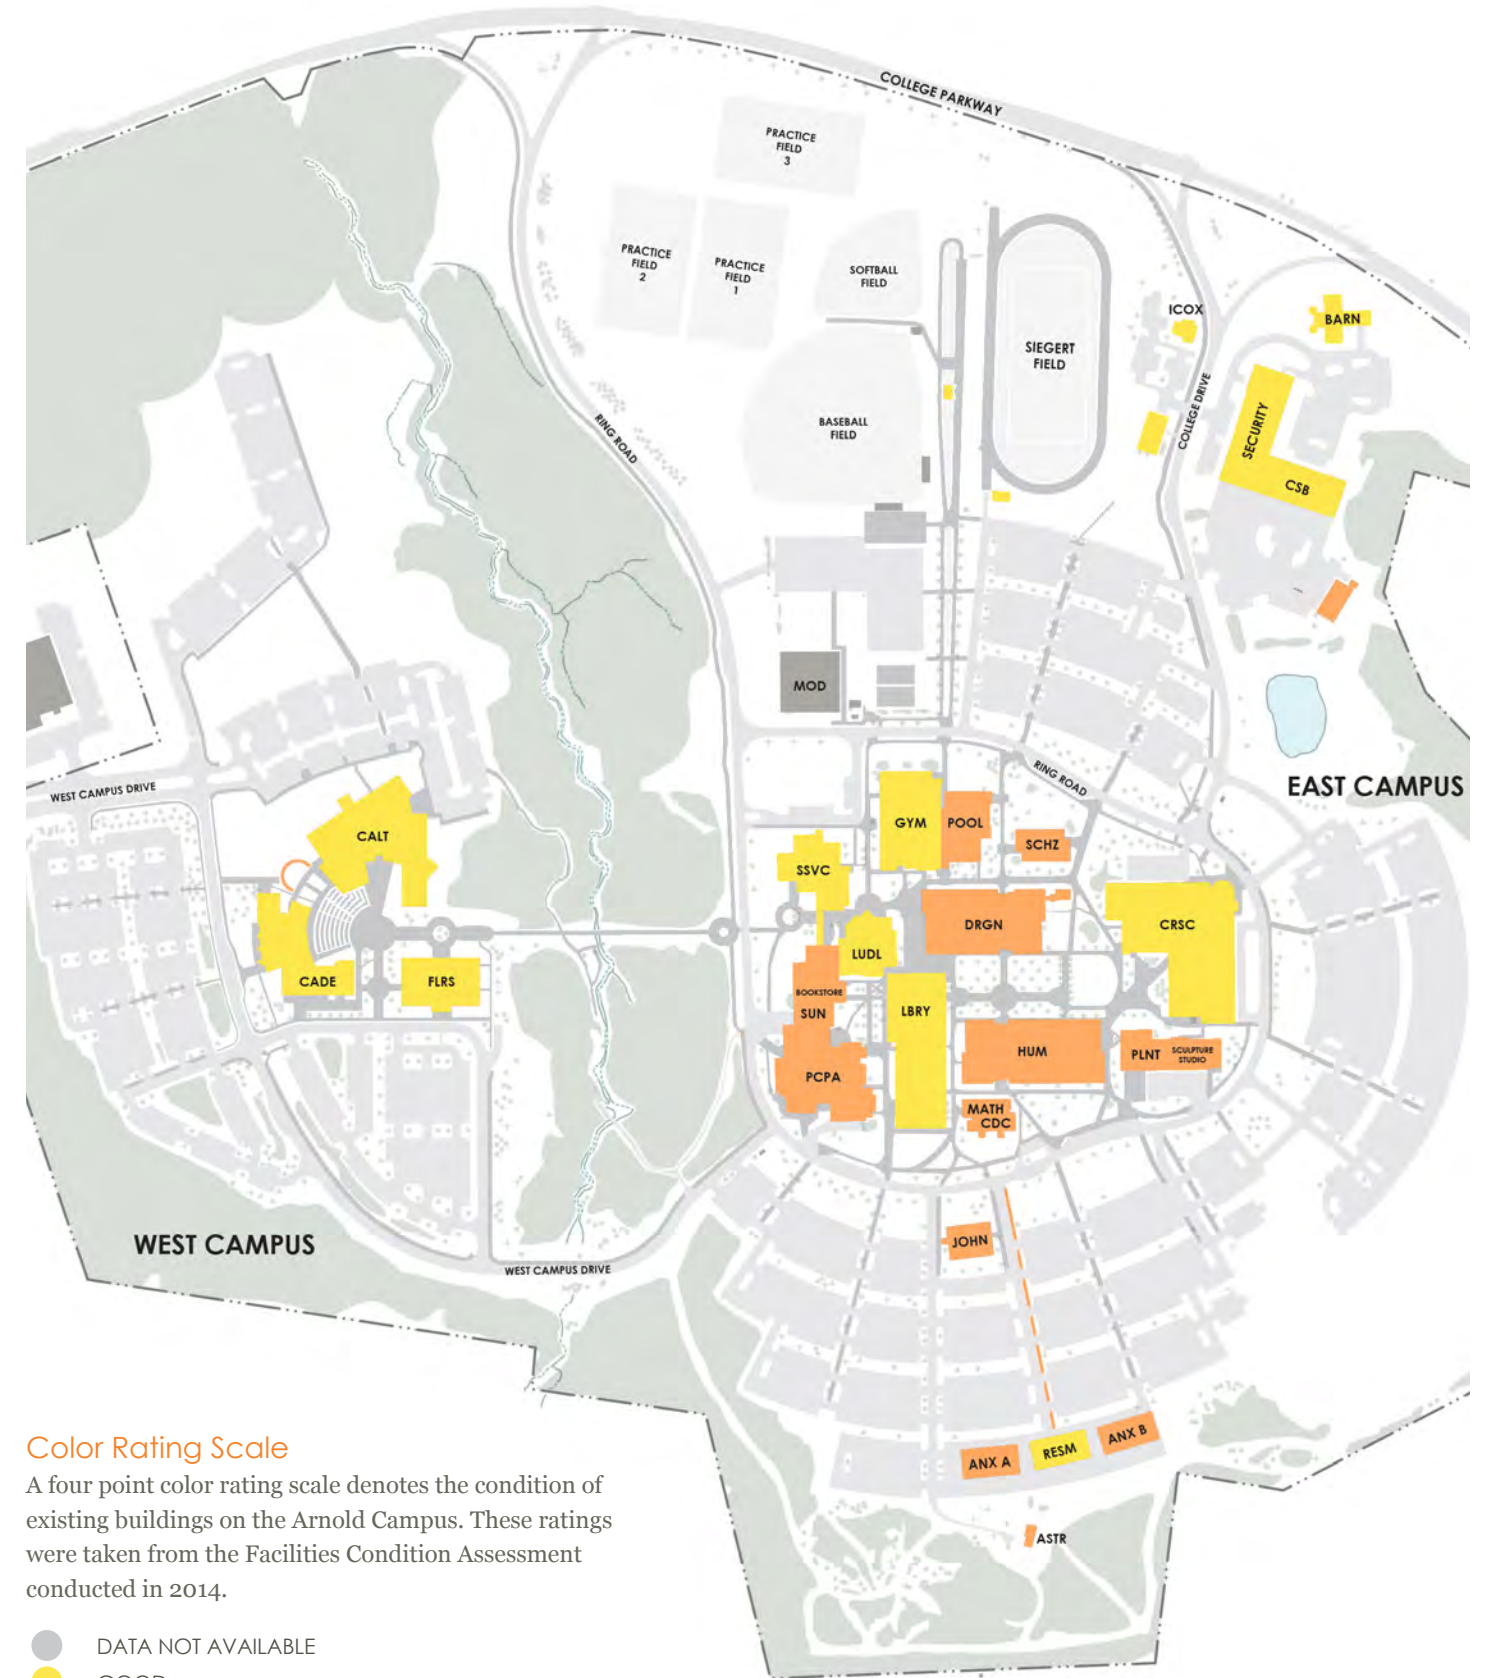 COLLEGE PARKWAY
PRACTICE
FIELD
3
PRACTICE
FIELD
2
PRACTICE
FIELD
1
SOFTBALL
FIELD
SIEGERT
FIELD
ICOX
BARN
BASEBALL
FIELD
RING ROAD
COLLEGE DRIVE
SECURITY
CSB
MOD
RING ROAD
EAST CAMPUS
WEST CAMPUS DRIVE
CALT
GYM
POOL
SCHZ
SSVC
DRGN
CRSC
LUDL
CADE
FLRS
BOOKSTORE
SUN
LBRY
HUM
PLNT
SCULPTURE
STUDIO
PCPA
MATH
CDC
WEST CAMPUS
JOHN
WEST CAMPUS DRIVE
ANX A
RESM
ANX B
ASTR
Color Rating Scale
A four point color rating scale denotes the condition of
existing buildings on the Arnold Campus. These ratings
were taken from the Facilities Condition Assessment
conducted in 2014.
DATA NOT AVAILABLE
GOOD